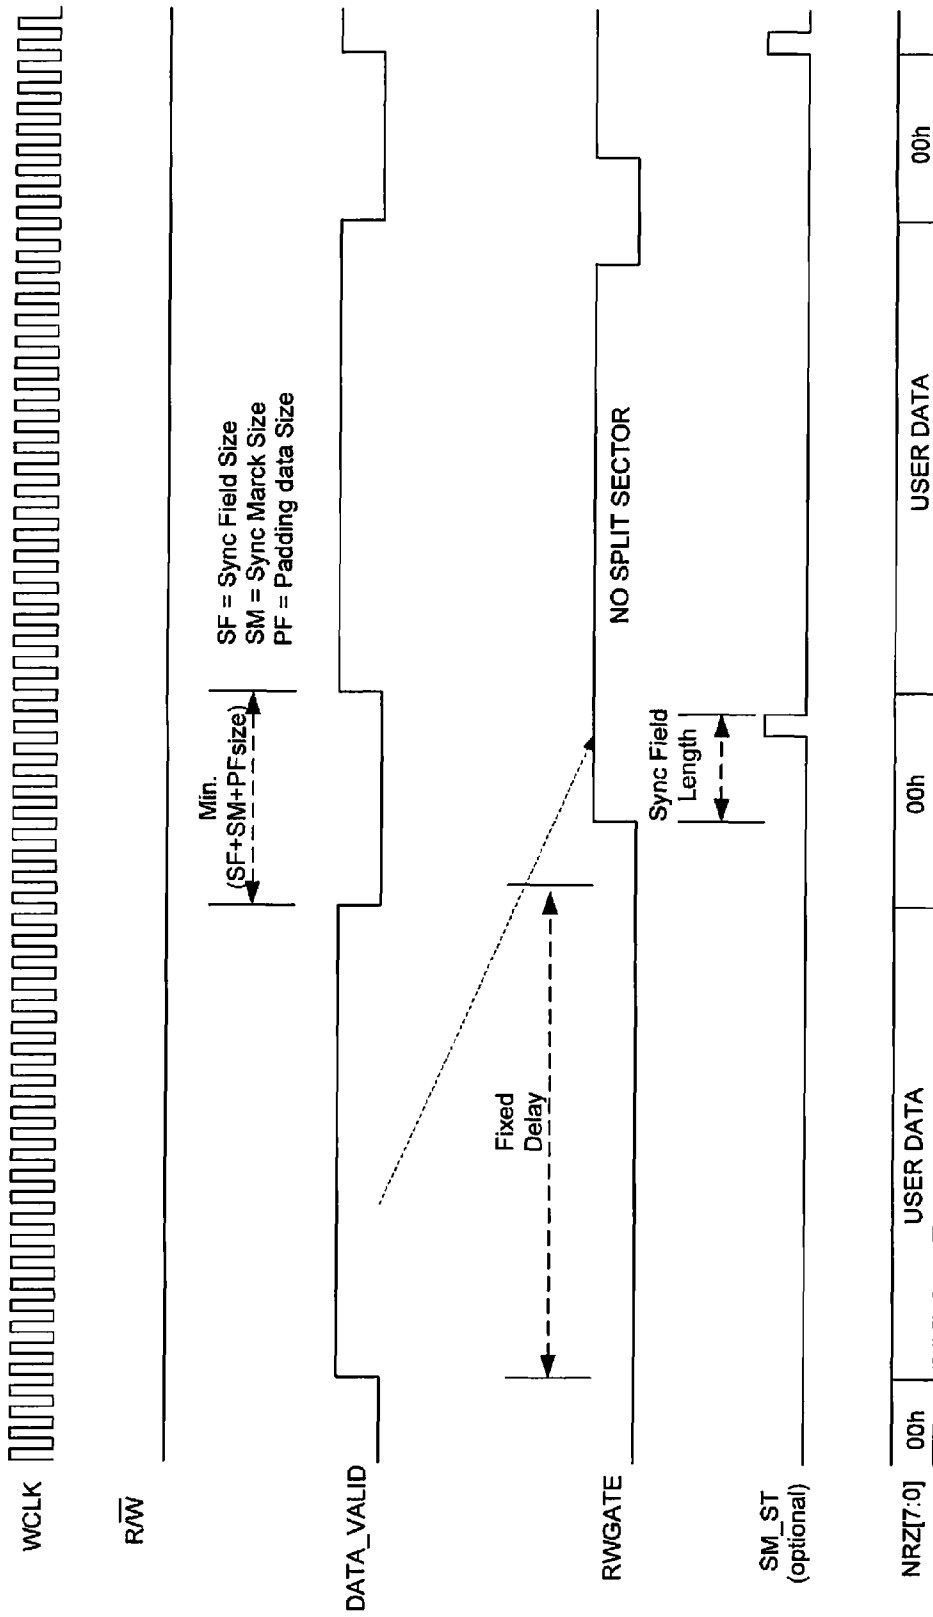 WCLK
R/W
DATA_VALID
Min.
(SF+SM+PFsize)
SF = Sync Field Size
SM = Sync Marck Size
PF = Padding data Size
RWGATE
Fixed
Delay
NO SPLIT SECTOR
SM_ST
(optional)
Sync Field
Length
NRZ[7:0]
00h
USER DATA
00h
USER DATA
00h